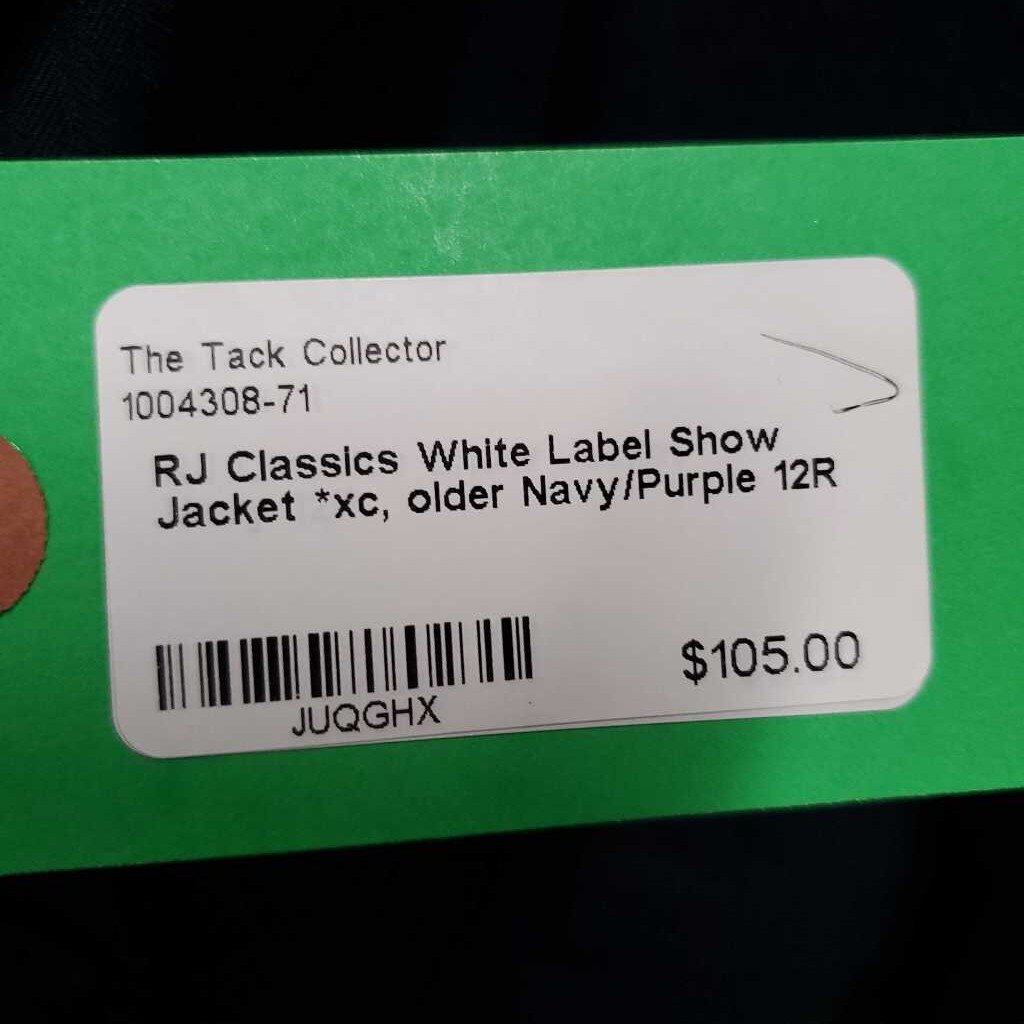 The Tack Collector
1004308-71
RJ Classics White Label Show
Jacket *xc, older Navy/Purple 12R
JUQGHX
$105.00